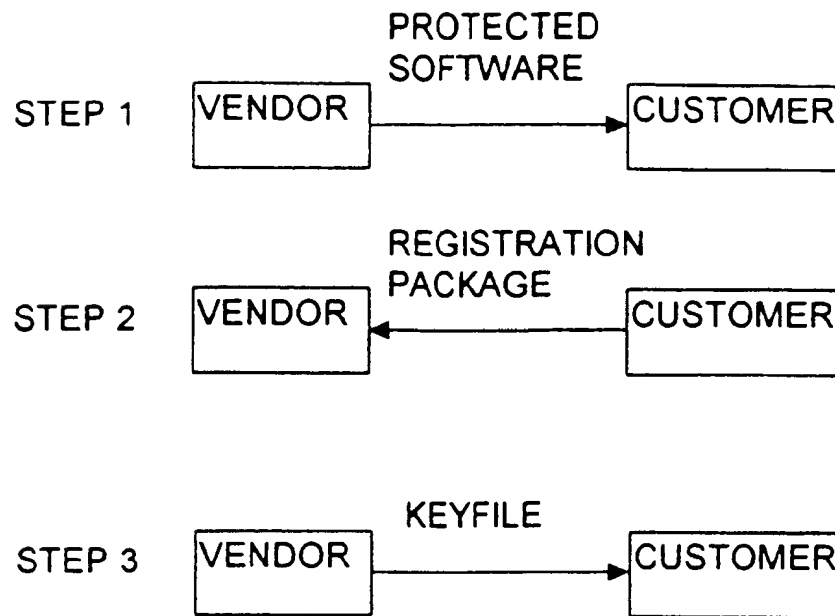 PROTECTED
SOFTWARE
STEP 1
VENDOR
CUSTOMER
REGISTRATION
PACKAGE
STEP 2
VENDOR
CUSTOMER
KEYFILE
STEP 3
VENDOR
CUSTOMER